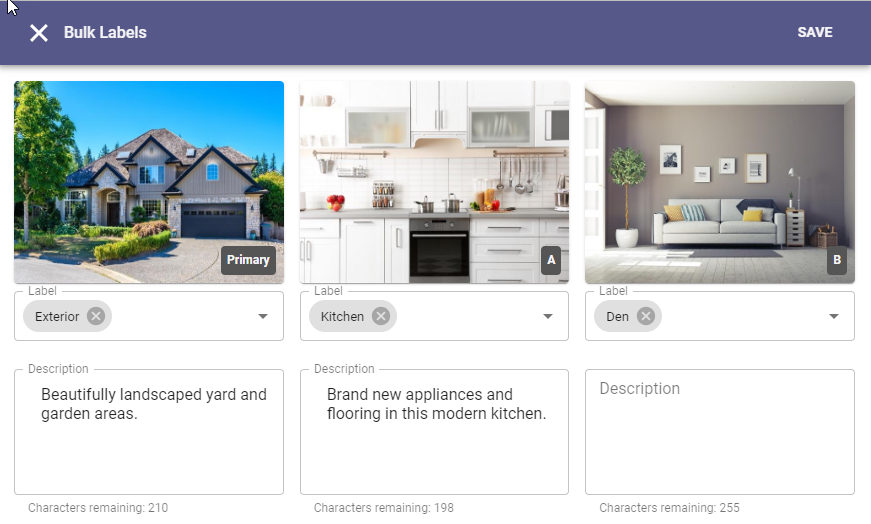 Bulk Labels
SAVE
Primary
A
B
Label
Exterior
Label
Kitchen
Label
Den
Description
Beautifully landscaped yard and
garden areas.
Description
Brand new appliances and
flooring in this modern kitchen.
Description
Characters remaining: 210
Characters remaining: 198
Characters remaining: 255